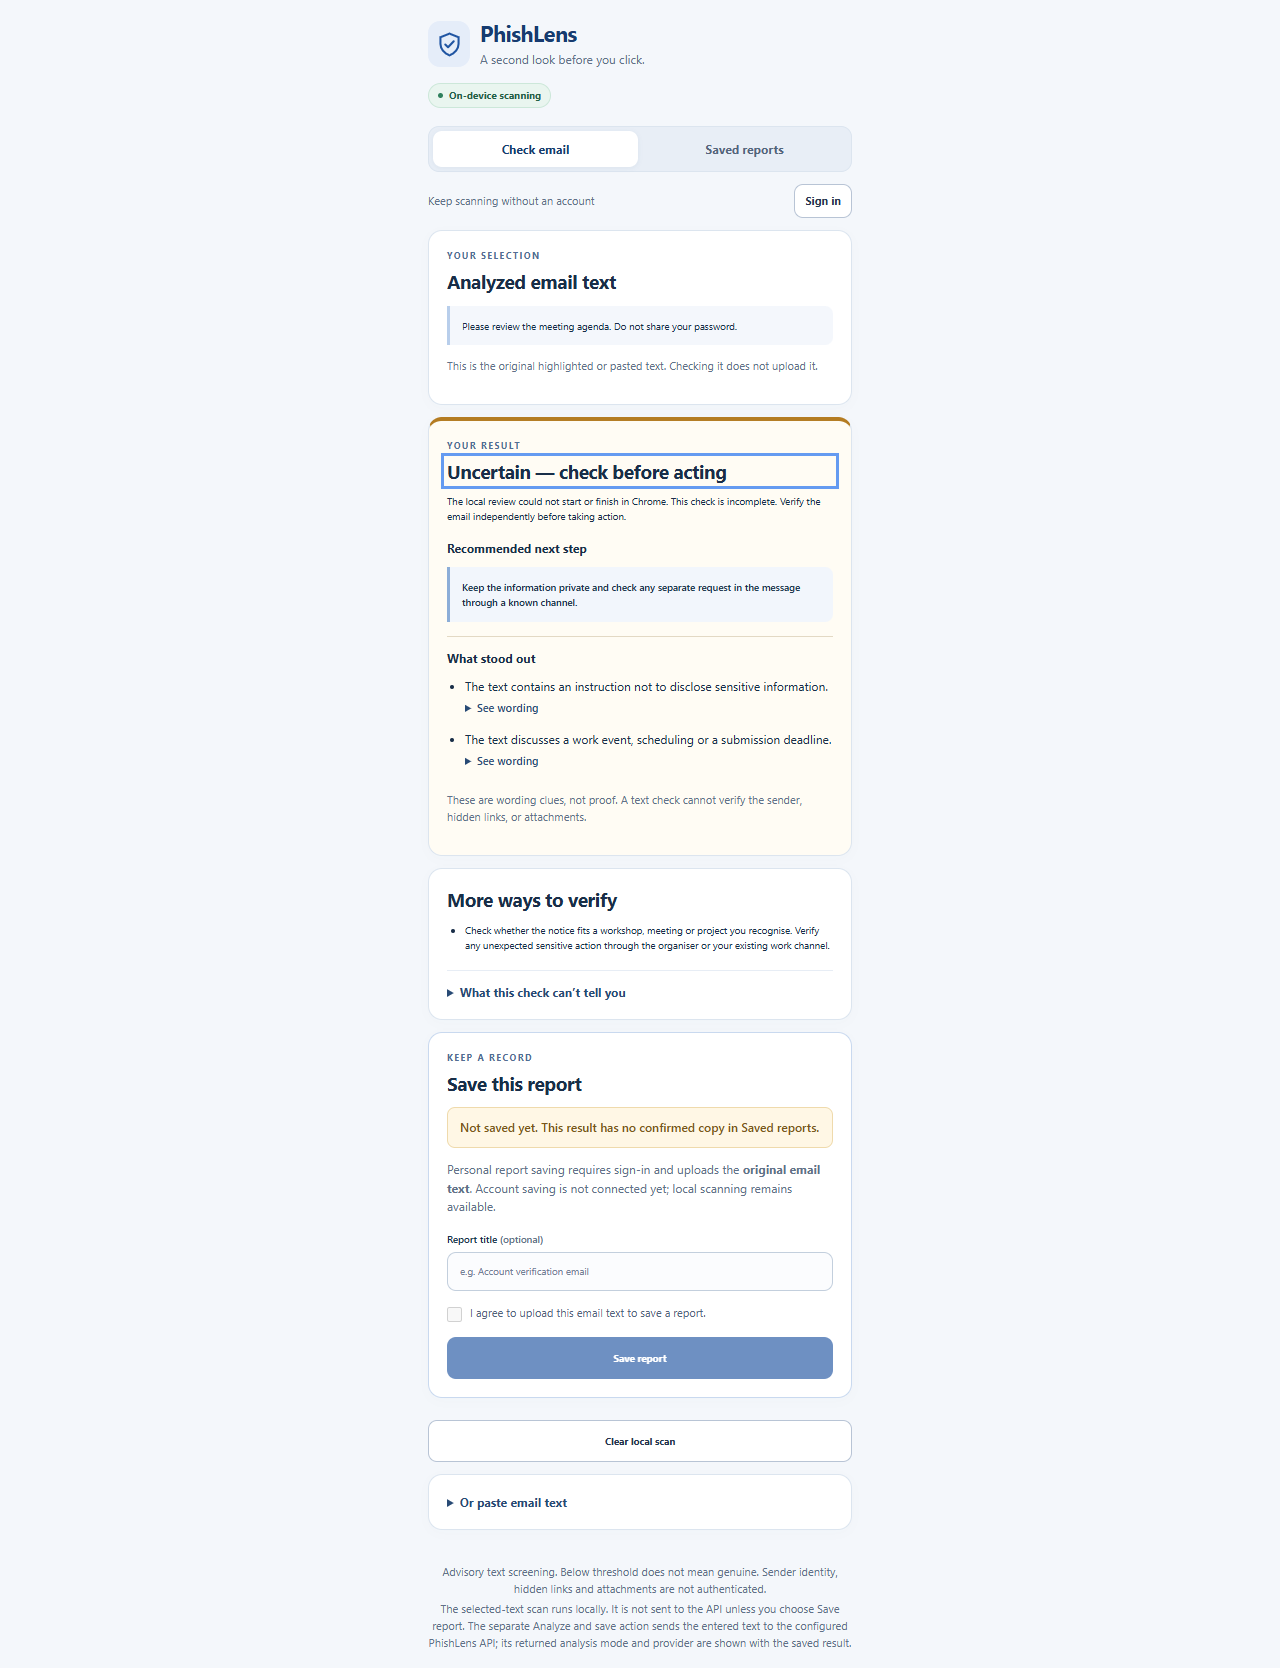 PhishLens
A second look before you click.
On-device scanning
Check email
Saved reports
Keep scanning without an account
Sign in
YOUR SELECTION
Analyzed email text
Please review the meeting agenda. Do not share your password.
This is the original highlighted or pasted text. Checking it does not upload it.
YOUR RESULT
Uncertain — check before acting
The local review could not start or finish in Chrome. This check is incomplete. Verify the
email independently before taking action.
Recommended next step
Keep the information private and check any separate request in the message
through a known channel.
What stood out
The text contains an instruction not to disclose sensitive information.
See wording
The text discusses a work event, scheduling or a submission deadline.
See wording
These are wording clues, not proof. A text check cannot verify the sender,
hidden links, or attachments.
More ways to verify
Check whether the notice fits a workshop, meeting or project you recognise. Verify
any unexpected sensitive action through the organiser or your existing work channel.
What this check can’t tell you
KEEP A RECORD
Save this report
Not saved yet. This result has no confirmed copy in Saved reports.
Personal report saving requires sign-in and uploads the original email
text. Account saving is not connected yet; local scanning remains
available.
Report title (optional)
e.g. Account verification email
I agree to upload this email text to save a report.
Save report
Clear local scan
Or paste email text
Advisory text screening. Below threshold does not mean genuine. Sender identity,
hidden links and attachments are not authenticated.
The selected-text scan runs locally. It is not sent to the API unless you choose Save
report. The separate Analyze and save action sends the entered text to the configured
PhishLens API; its returned analysis mode and provider are shown with the saved result.